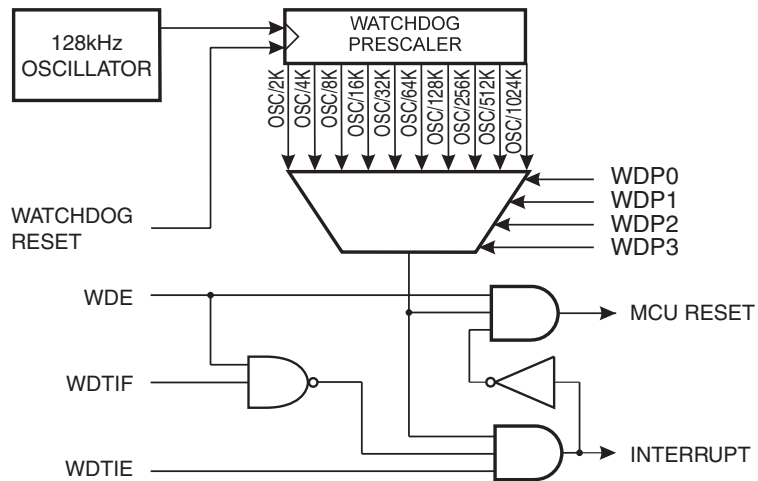 128kHz
OSCILLATOR
WATCHDOG
PRESCALER
OSC/2K
OSC/4K
OSC/8K
OSC/16K
OSC/32K
OSC/64K
OSC/128K
OSC/256K
OSC/512K
OSC/1024K
WDP0
WDP1
WDP2
WDP3
WATCHDOG
RESET
WDE
MCU RESET
WDTIF
WDTIE
INTERRUPT